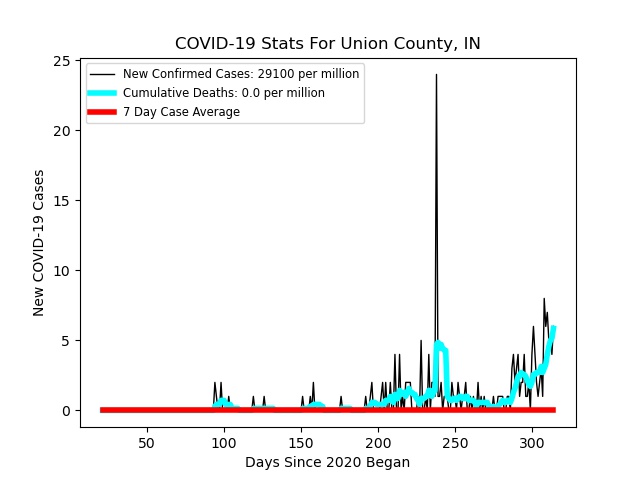 COVID-19 Stats For Union County, IN
New Confirmed Cases: 29100 per million
Cumulative Deaths: 0.0 per million
7 Day Case Average
New COVID-19 Cases
25
20
15
10
5
0
50 100 150 200 250 300
Days Since 2020 Began